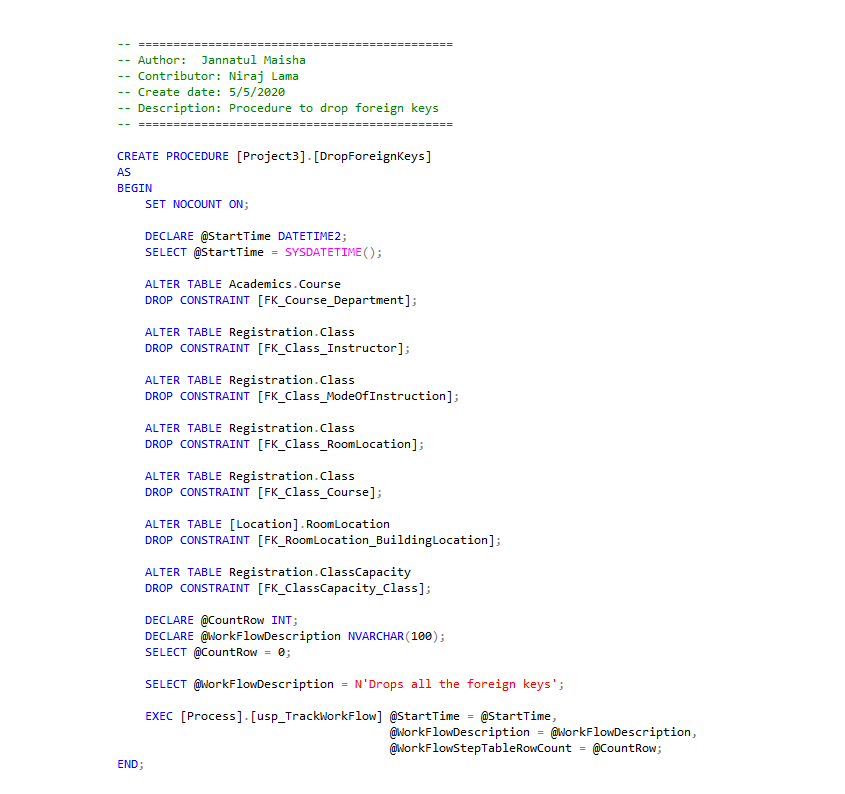 -- =============================================
-- Author:  Jannatul Maisha
-- Contributor: Niraj Lama
-- Create date: 5/5/2020
-- Description: Procedure to drop foreign keys
-- =============================================

CREATE PROCEDURE [Project3].[DropForeignKeys]
AS
BEGIN
    SET NOCOUNT ON;

    DECLARE @StartTime DATETIME2;
    SELECT @StartTime = SYSDATETIME();

    ALTER TABLE Academics.Course
    DROP CONSTRAINT [FK_Course_Department];

    ALTER TABLE Registration.Class
    DROP CONSTRAINT [FK_Class_Instructor];

    ALTER TABLE Registration.Class
    DROP CONSTRAINT [FK_Class_ModeOfInstruction];

    ALTER TABLE Registration.Class
    DROP CONSTRAINT [FK_Class_RoomLocation];

    ALTER TABLE Registration.Class
    DROP CONSTRAINT [FK_Class_Course];

    ALTER TABLE [Location].RoomLocation
    DROP CONSTRAINT [FK_RoomLocation_BuildingLocation];

    ALTER TABLE Registration.ClassCapacity
    DROP CONSTRAINT [FK_ClassCapacity_Class];

    DECLARE @CountRow INT;
    DECLARE @WorkFlowDescription NVARCHAR(100);
    SELECT @CountRow = 0;

    SELECT @WorkFlowDescription = N'Drops all the foreign keys';

    EXEC [Process].[usp_TrackWorkFlow] @StartTime = @StartTime,
                                       @WorkFlowDescription = @WorkFlowDescription,
                                       @WorkFlowStepTableRowCount = @CountRow;
END;